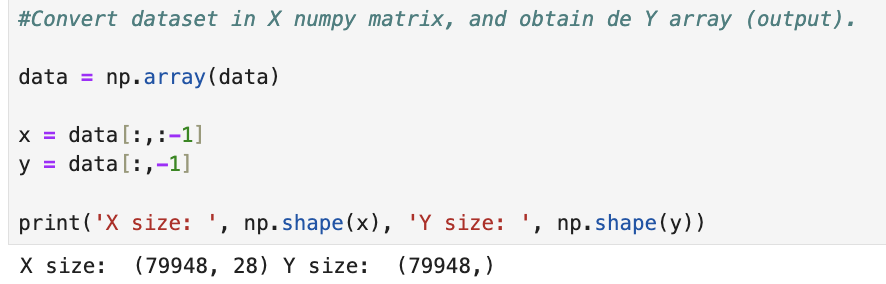 #Convert dataset in X numpy matrix, and obtain de Y array (output).
data = np.array(data)
x = data[:,:-1]
y = data[:,-1]
print('X size: ', np.shape(x), 'Y size: ', np.shape(y))
X size:  (79948, 28) Y size:  (79948,)